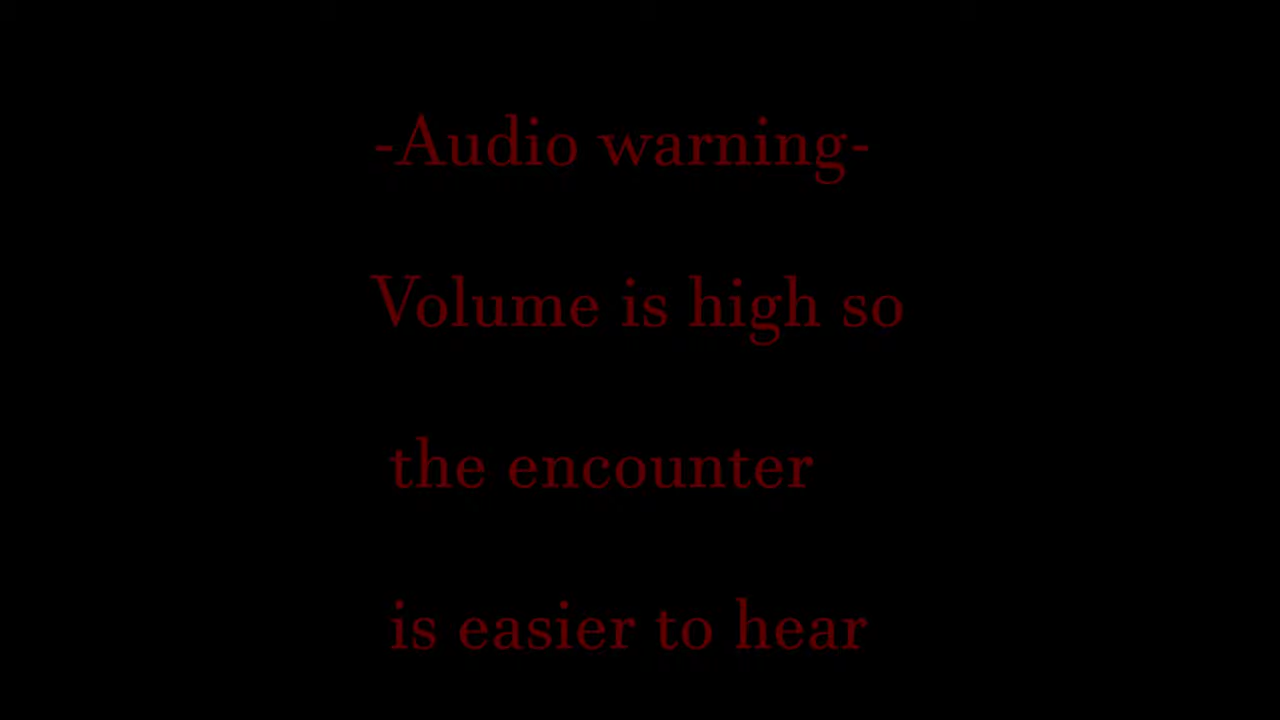 -Audio warning-
Volume is high so
the encounter
is easier to hear